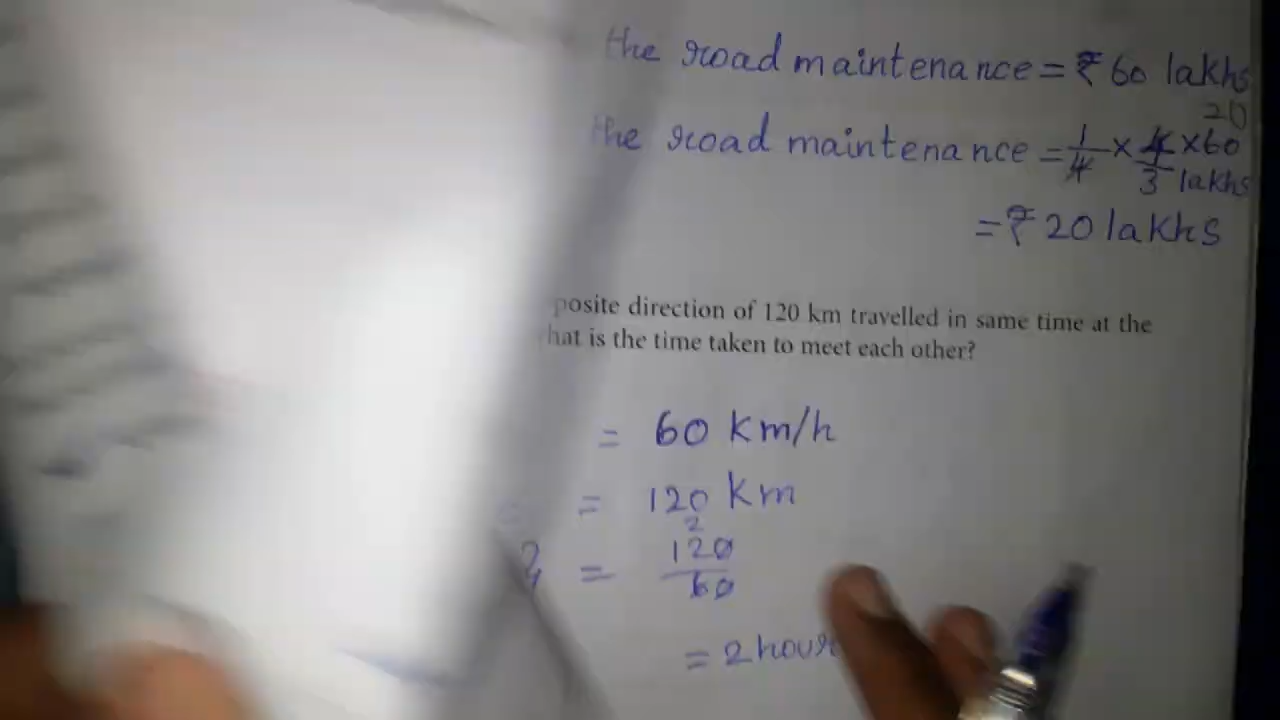 the road maintenance = ₹ 60 lakhs
20
the road maintenance = 1/4 × 4/3 × 60 lakhs
= ₹ 20 lakhs
posite direction of 120 km travelled in same time at the
hat is the time taken to meet each other?
= 60 km/h
= 120 km
2
= 120/60
= 2 hour